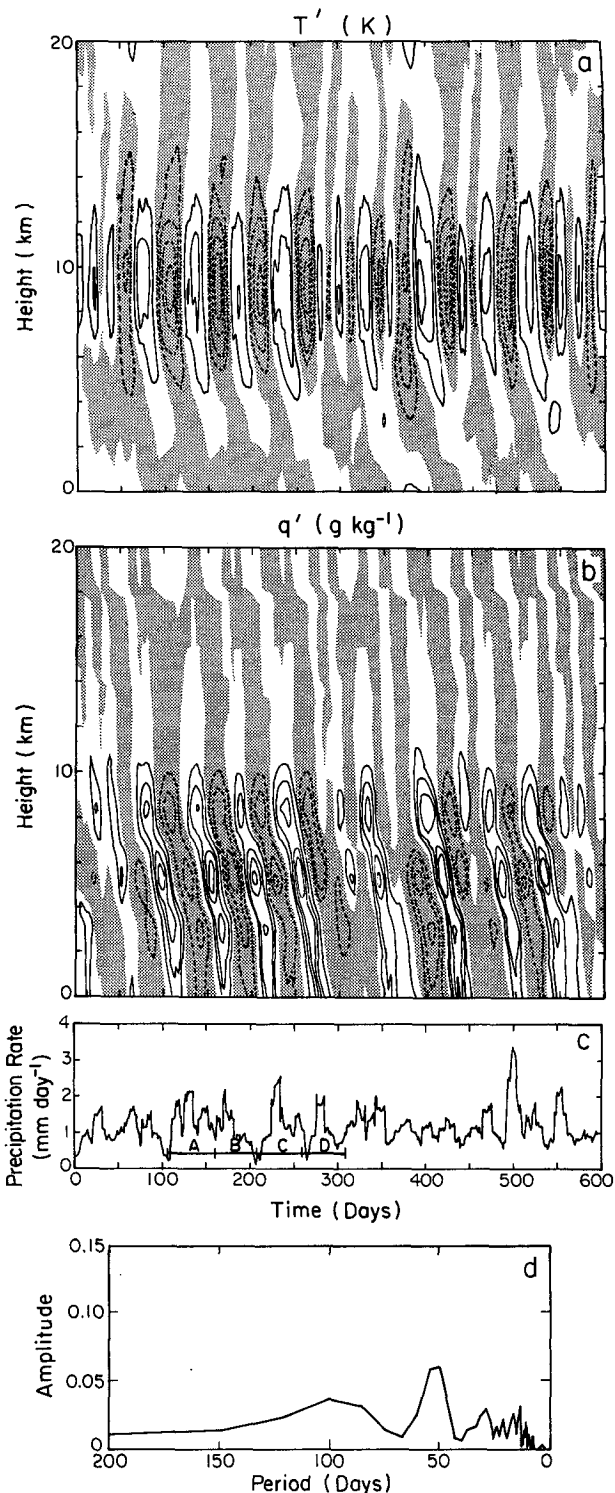 T' (K)
a
20
10
0
Height (km)
q' (g kg⁻¹)
b
20
10
0
Height (km)
c
4
3
2
1
0
Precipitation Rate
(mm day⁻¹)
A B C D
0 100 200 300 400 500 600
Time (Days)
d
0.15
0.10
0.05
0
Amplitude
200 150 100 50 0
Period (Days)